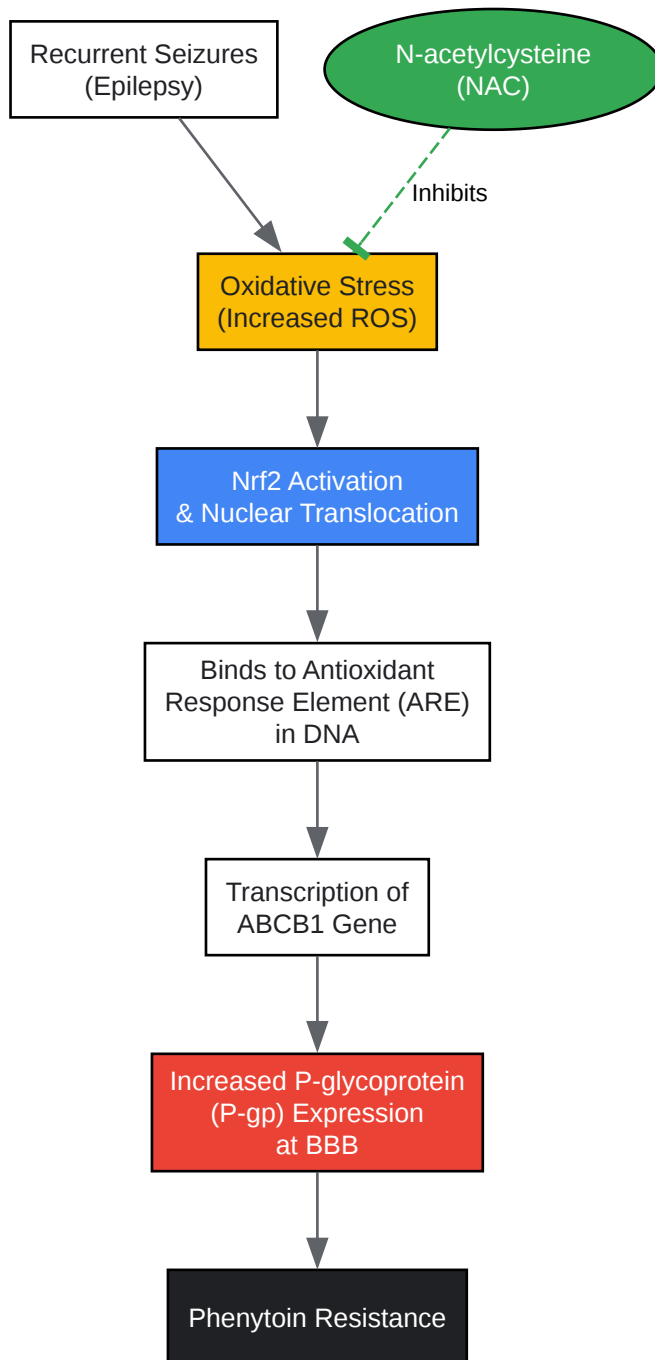 Recurrent Seizures
(Epilepsy)
N-acetylcysteine
(NAC)
Inhibits
Oxidative Stress
(Increased ROS)
Nrf2 Activation
& Nuclear Translocation
Binds to Antioxidant
Response Element (ARE)
in DNA
Transcription of
ABCB1 Gene
Increased P-glycoprotein
(P-gp) Expression
at BBB
Phenytoin Resistance